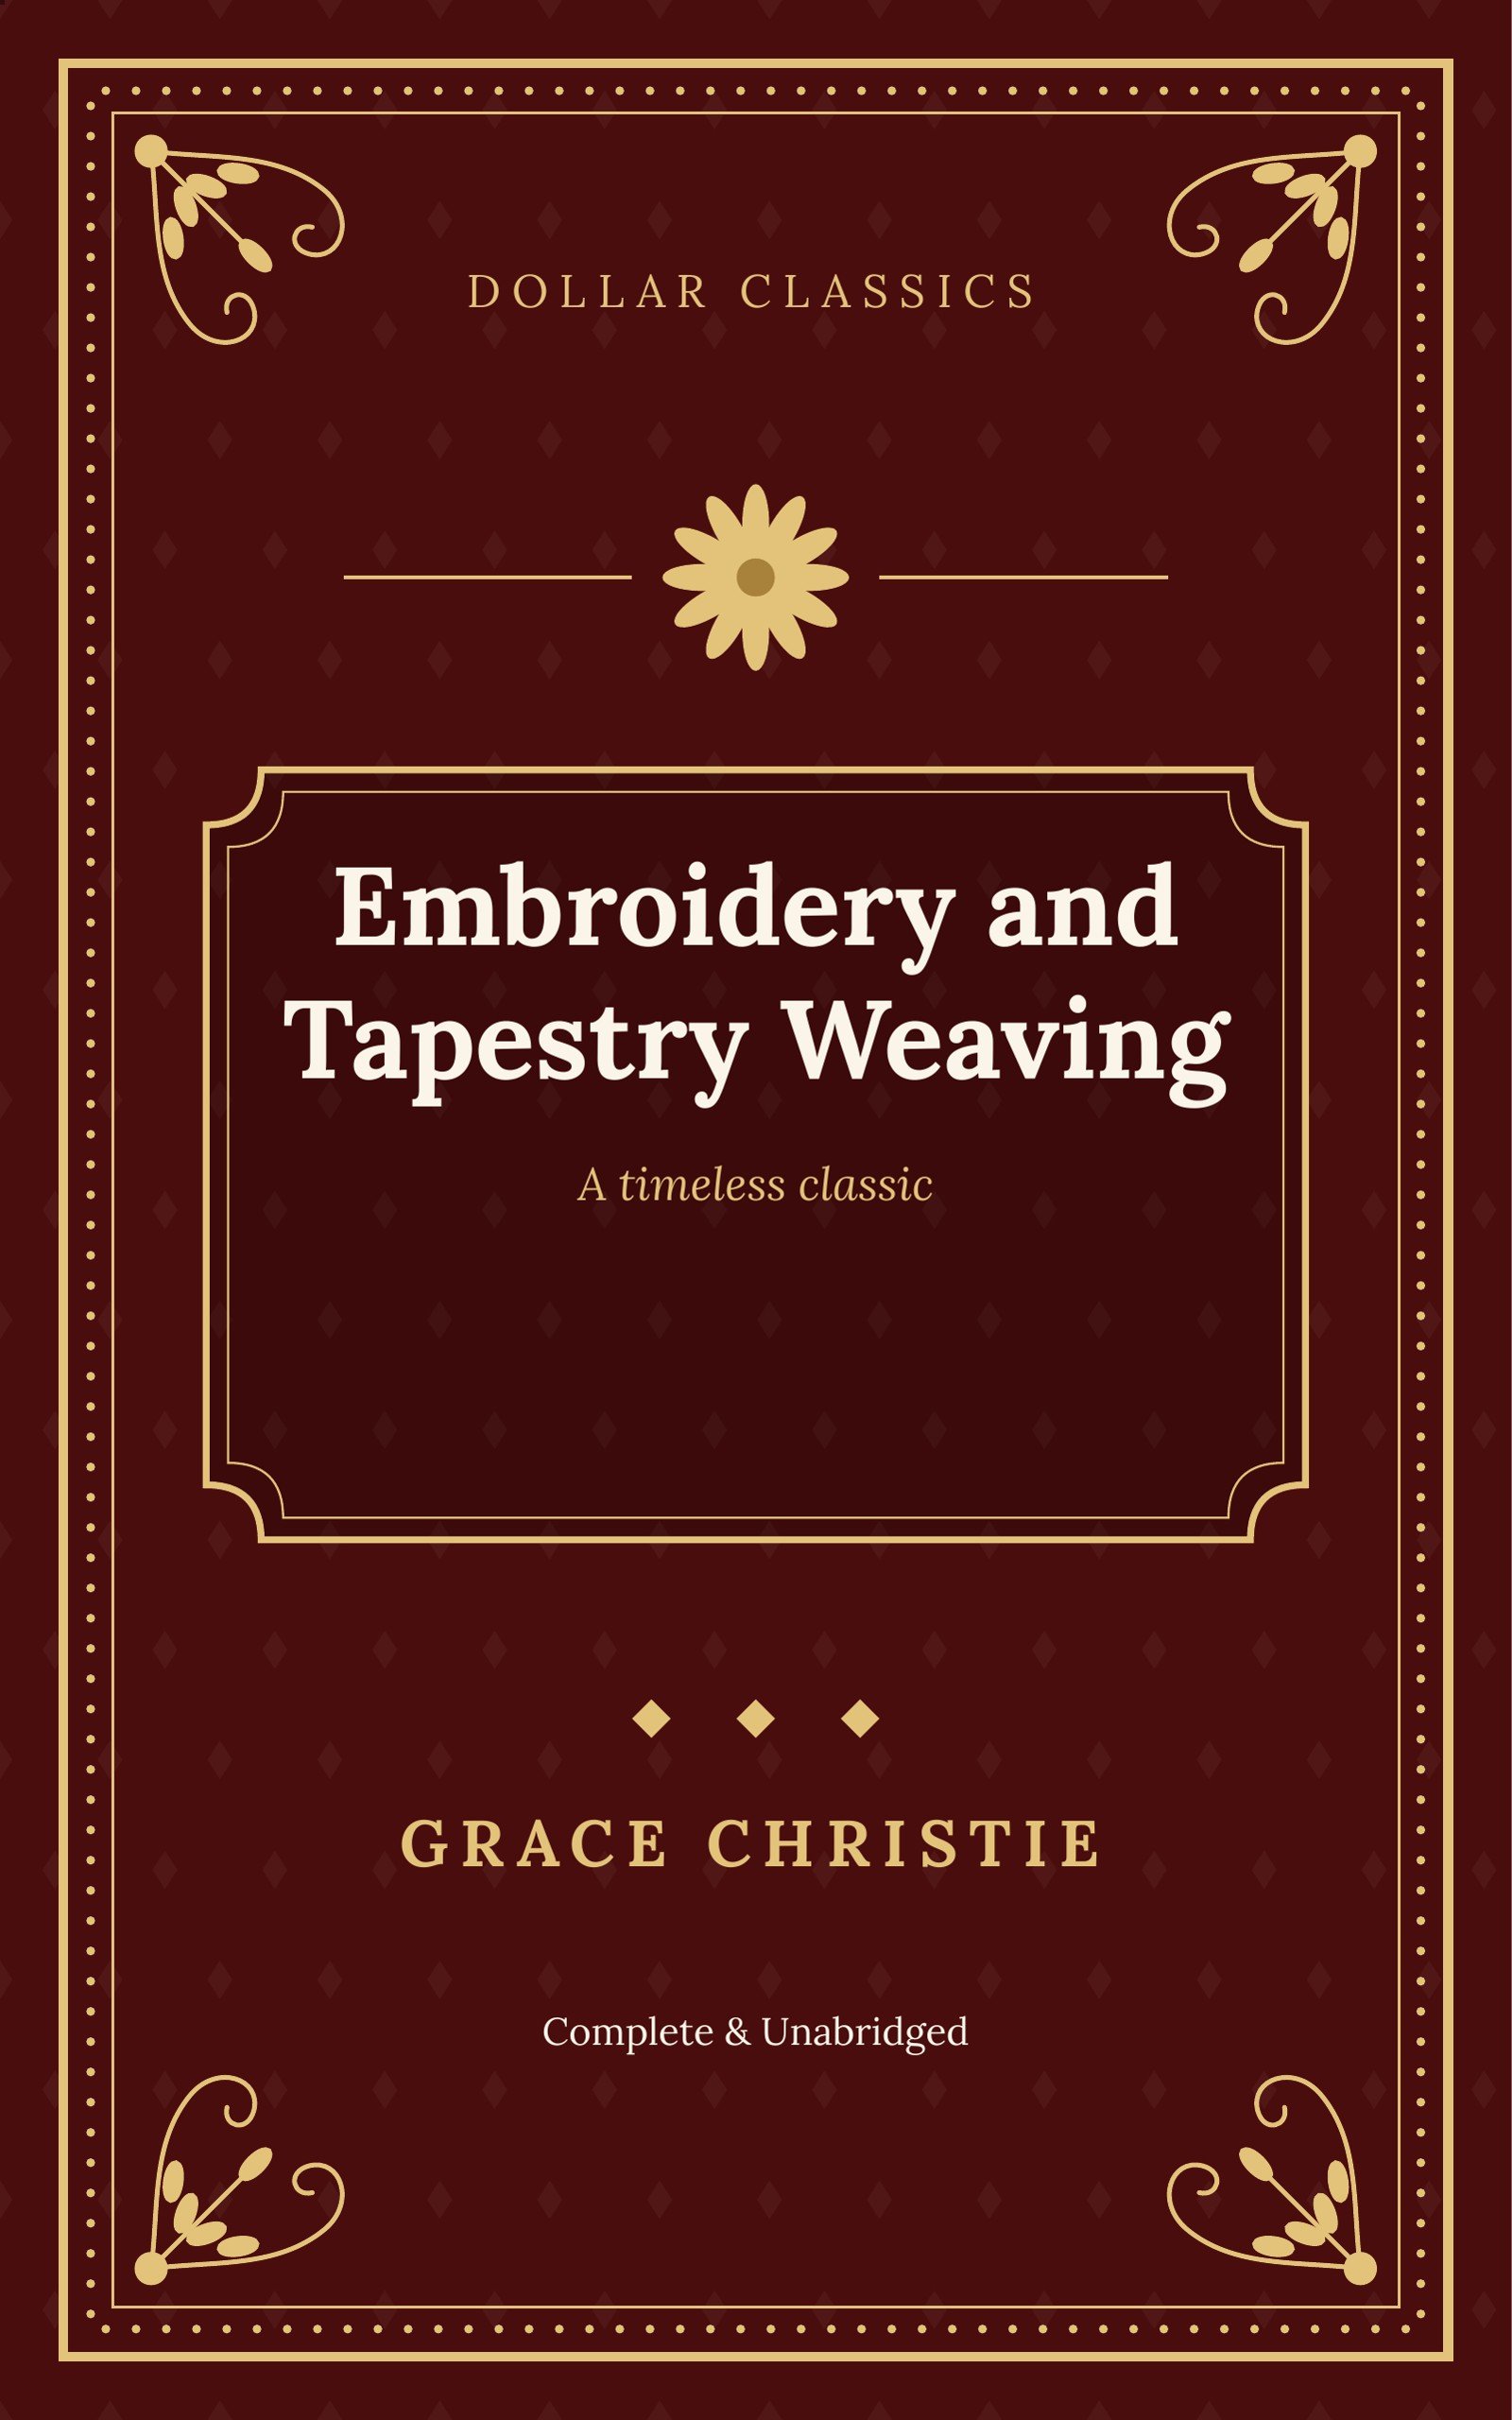 DOLLAR CLASSICS
Embroidery and
Tapestry Weaving
A timeless classic
GRACE CHRISTIE
Complete & Unabridged